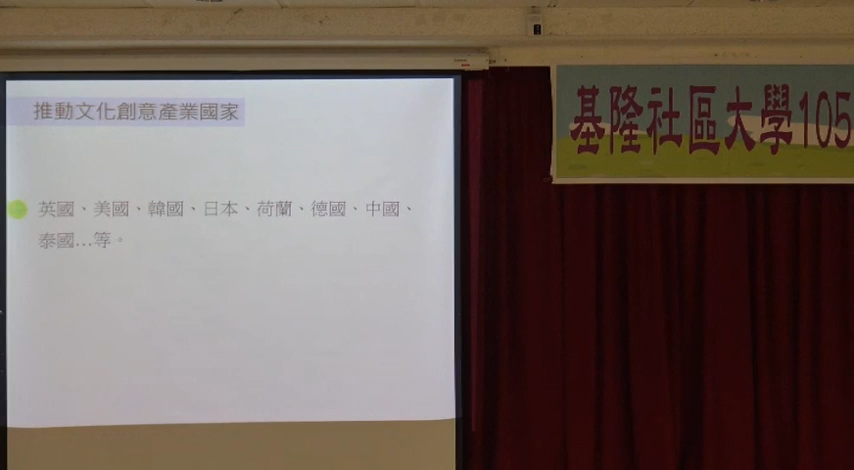 推動文化創意產業國家
英國、美國、韓國、日本、荷蘭、德國、中國、
泰國...等。
基隆社區大學105